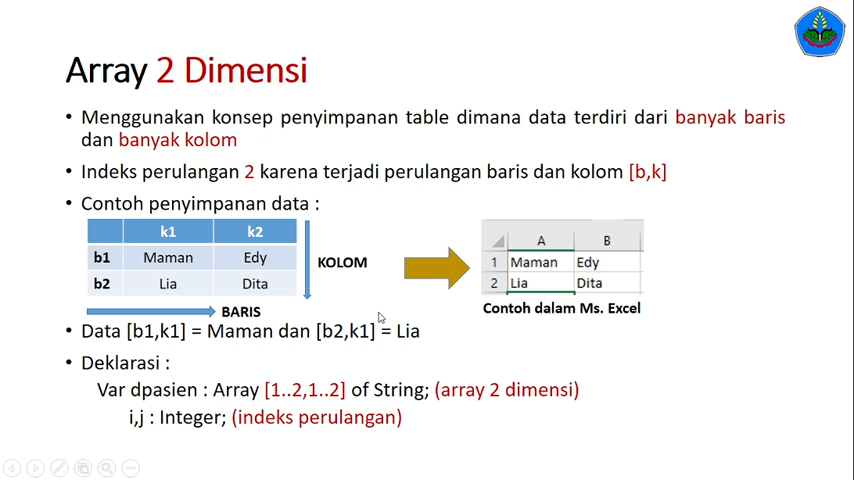 Array 2 Dimensi
• Menggunakan konsep penyimpanan table dimana data terdiri dari banyak baris
dan banyak kolom
• Indeks perulangan 2 karena terjadi perulangan baris dan kolom [b,k]
• Contoh penyimpanan data :
k1 k2
b1 Maman Edy
b2 Lia Dita
KOLOM
BARIS
A B
1 Maman Edy
2 Lia Dita
Contoh dalam Ms. Excel
• Data [b1,k1] = Maman dan [b2,k1] = Lia
• Deklarasi :
Var dpasien : Array [1..2,1..2] of String; (array 2 dimensi)
i,j : Integer; (indeks perulangan)